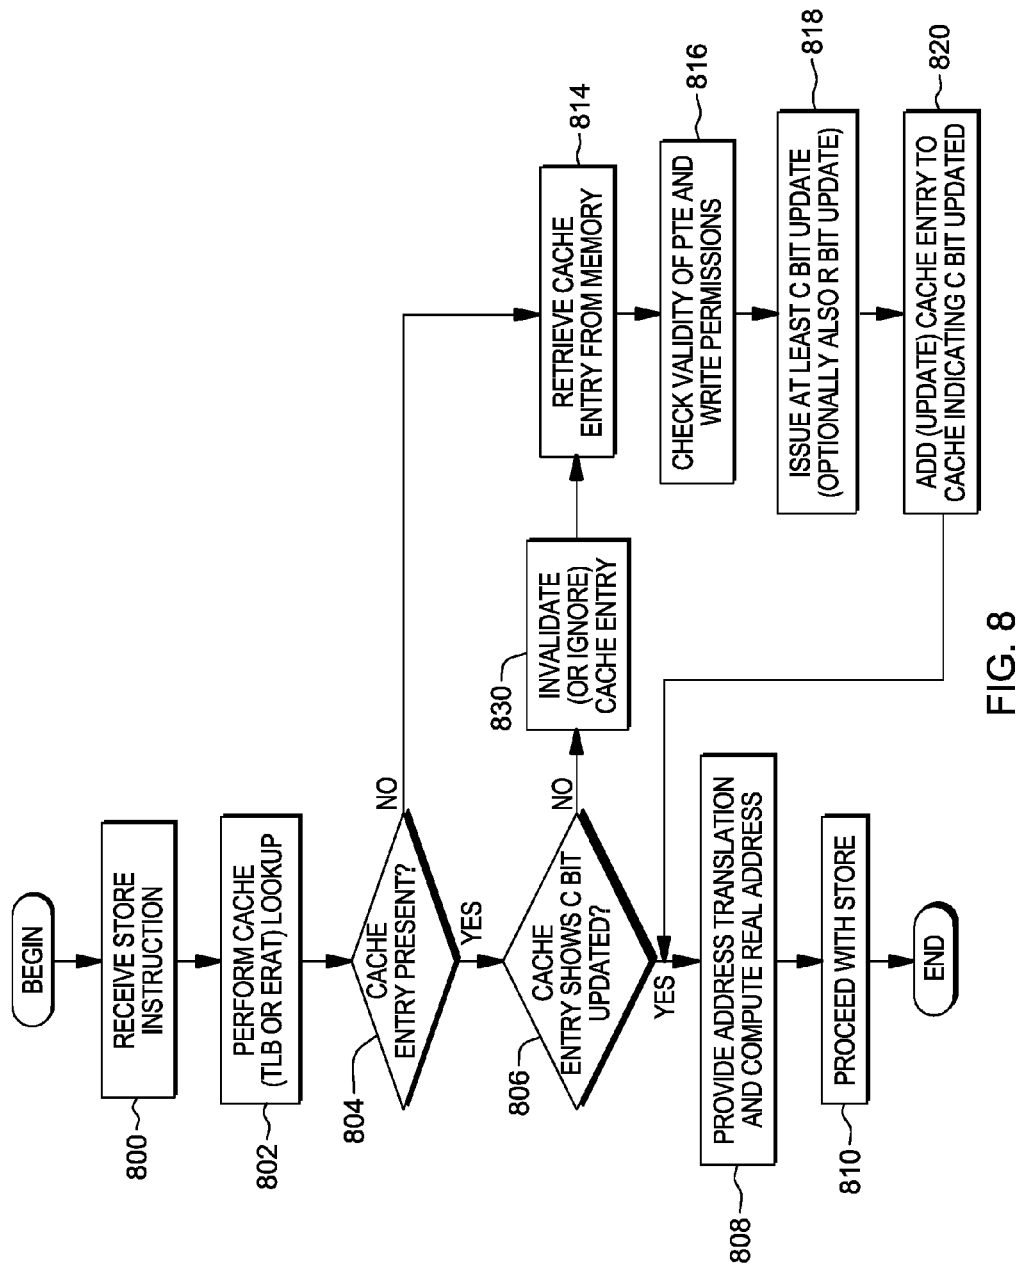 BEGIN
RECEIVE STORE
INSTRUCTION
800
PERFORM CACHE
(TLB OR ERAT) LOOKUP
802
CACHE
ENTRY PRESENT?
804
NO
YES
CACHE
ENTRY SHOWS C BIT
UPDATED?
806
NO
YES
INVALIDATE
(OR IGNORE)
CACHE ENTRY
830
RETRIEVE CACHE
ENTRY FROM MEMORY
814
CHECK VALIDITY OF PTE AND
WRITE PERMISSIONS
816
ISSUE AT LEAST C BIT UPDATE
(OPTIONALLY ALSO R BIT UPDATE)
818
ADD (UPDATE) CACHE ENTRY TO
CACHE INDICATING C BIT UPDATED
820
PROVIDE ADDRESS TRANSLATION
AND COMPUTE REAL ADDRESS
808
PROCEED WITH STORE
810
END
FIG. 8